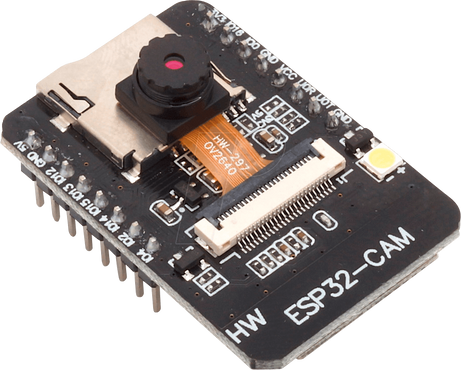 3V3 IO16 IO0 GND VCC U0R U0T GND
HW-297
OV2640
5V GND IO12 IO13 IO15 IO14 IO2 IO4
HW ESP32-CAM